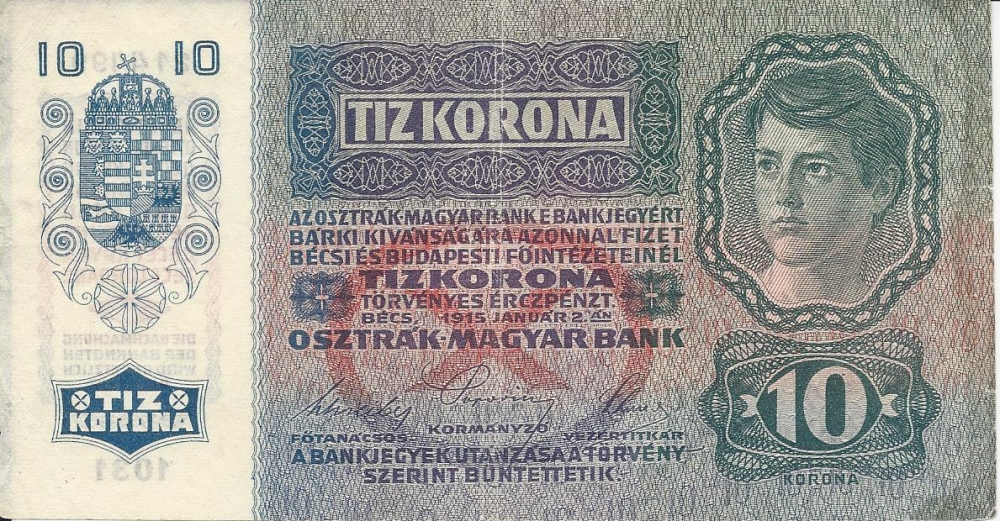 10 10
TIZ KORONA
AZ OSZTRÁK-MAGYAR BANK E BANKJEGYÉRT
BÁRKI KIVÁNSÁGÁRA AZONNAL FIZET
BÉCSI ÉS BUDAPESTI FŐINTÉZETEINÉL
TIZ KORONA
TÖRVÉNYES ÉRCZPÉNZT.
BÉCS, 1915 JANUÁR 2.ÁN
OSZTRÁK-MAGYAR BANK
FŐTANÁCSOS KORMÁNYZÓ VEZÉRTITKÁR
A BANKJEGYEK UTÁNZÁSA A TÖRVÉNY-
SZERINT BÜNTETTETIK.
TIZ
KORONA
10
KORONA
1031